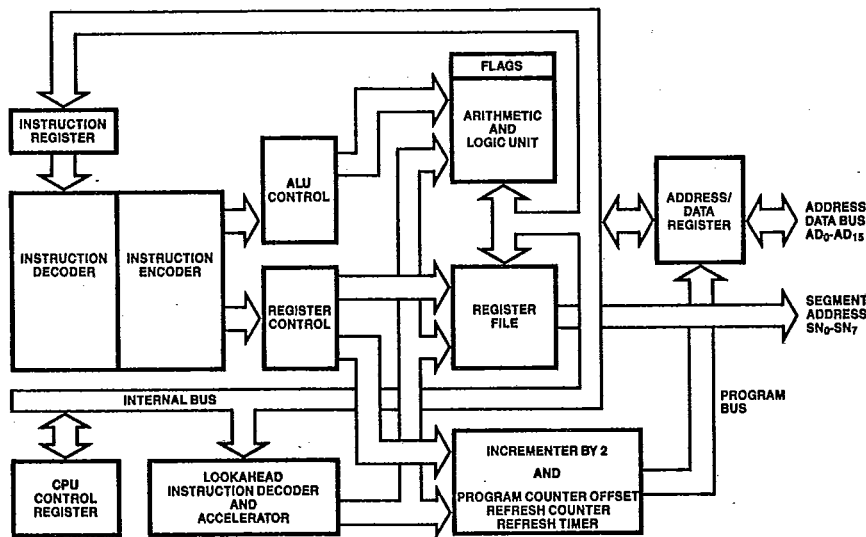 FLAGS
ARITHMETIC
AND
LOGIC UNIT
INSTRUCTION
REGISTER
ALU
CONTROL
ADDRESS/
DATA
REGISTER
ADDRESS
DATA BUS
AD0-AD15
INSTRUCTION
DECODER
INSTRUCTION
ENCODER
REGISTER
CONTROL
REGISTER
FILE
SEGMENT
ADDRESS
SN0-SN7
INTERNAL BUS
PROGRAM
BUS
CPU
CONTROL
REGISTER
LOOKAHEAD
INSTRUCTION DECODER
AND
ACCELERATOR
INCREMENTER BY 2
AND
PROGRAM COUNTER OFFSET
REFRESH COUNTER
REFRESH TIMER